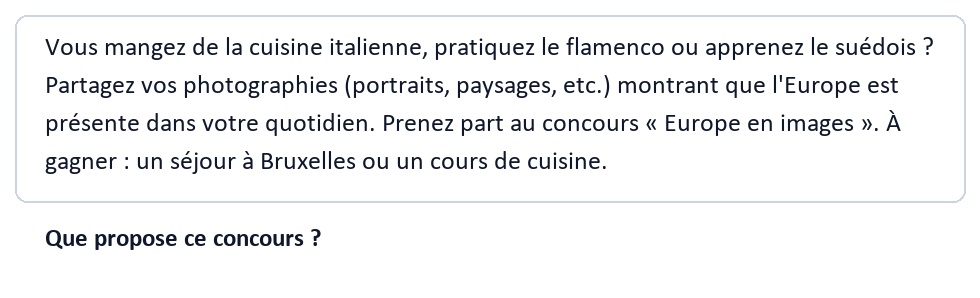 Vous mangez de la cuisine italienne, pratiquez le flamenco ou apprenez le suédois ?
Partagez vos photographies (portraits, paysages, etc.) montrant que l'Europe est
présente dans votre quotidien. Prenez part au concours « Europe en images ». À
gagner : un séjour à Bruxelles ou un cours de cuisine.
Que propose ce concours ?